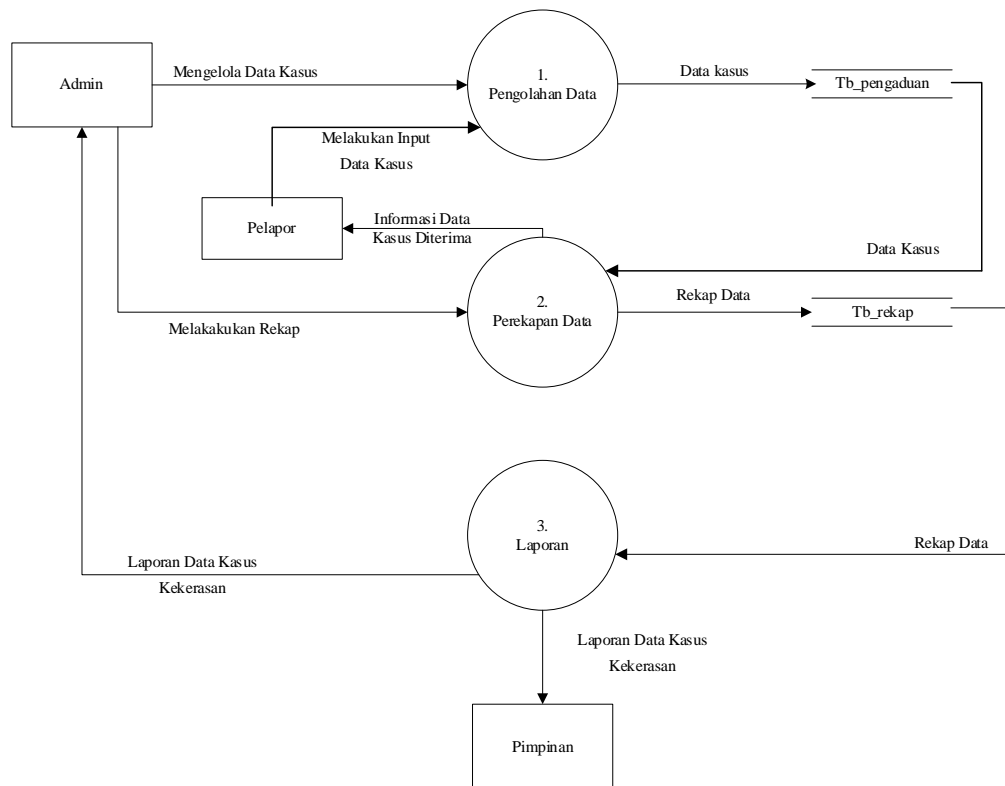 Admin
Mengelola Data Kasus
1.
Pengolahan Data
Data kasus
Tb_pengaduan
Melakukan Input
Data Kasus
Pelapor
Informasi Data
Kasus Diterima
Data Kasus
2.
Perekapan Data
Melakakukan Rekap
Rekap Data
Tb_rekap
3.
Laporan
Rekap Data
Laporan Data Kasus
Kekerasan
Laporan Data Kasus
Kekerasan
Pimpinan